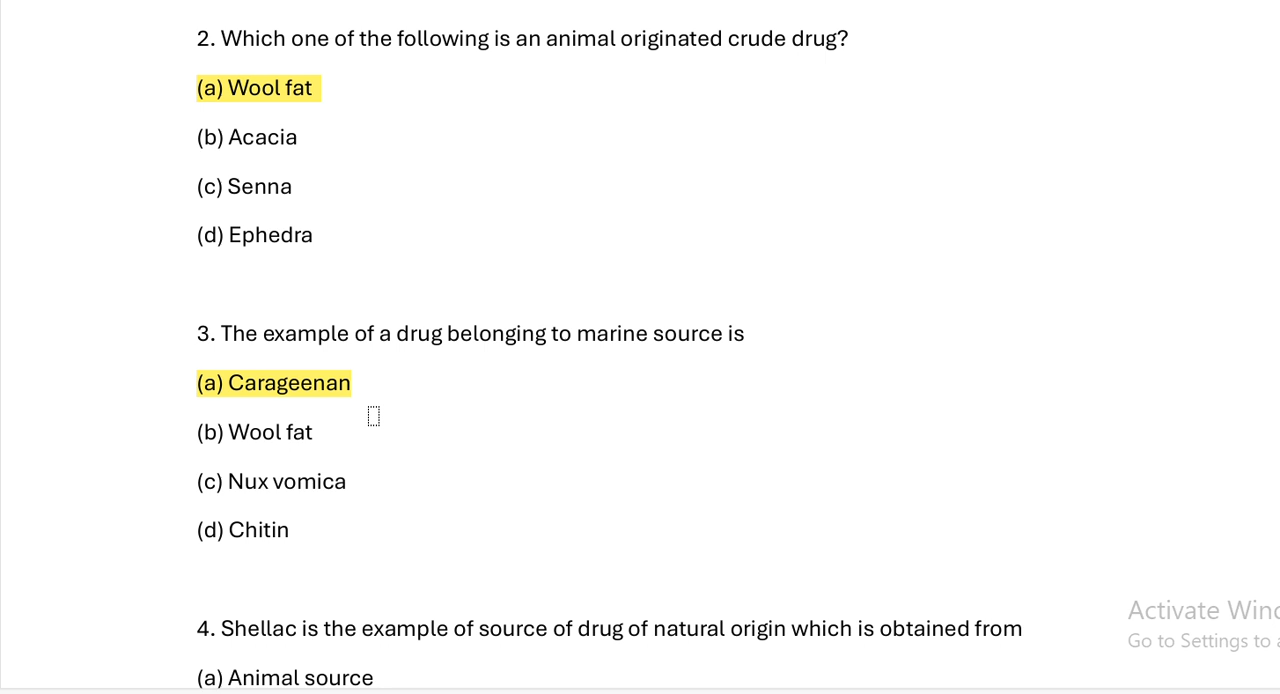 2. Which one of the following is an animal originated crude drug?
(a) Wool fat
(b) Acacia
(c) Senna
(d) Ephedra
3. The example of a drug belonging to marine source is
(a) Carageenan
(b) Wool fat
(c) Nux vomica
(d) Chitin
4. Shellac is the example of source of drug of natural origin which is obtained from
(a) Animal source
Activate
Go to Settings to